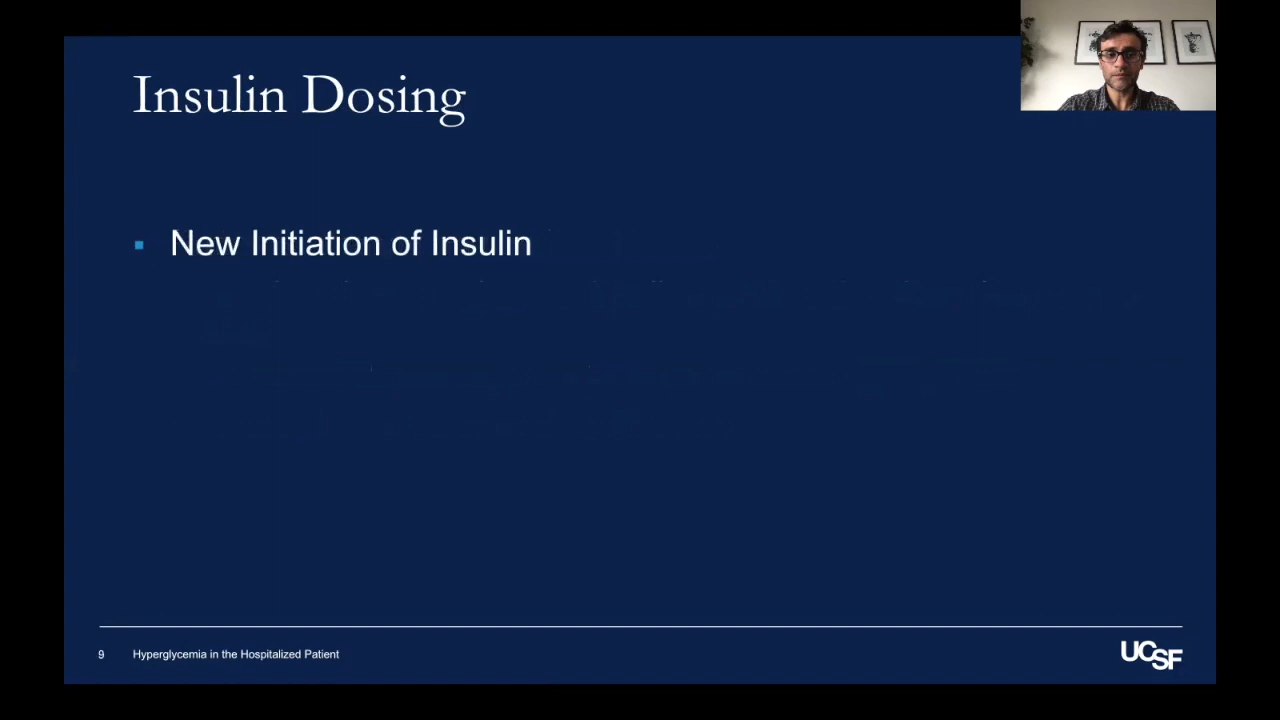 Insulin Dosing
▪ New Initiation of Insulin
9 Hyperglycemia in the Hospitalized Patient
UCSF